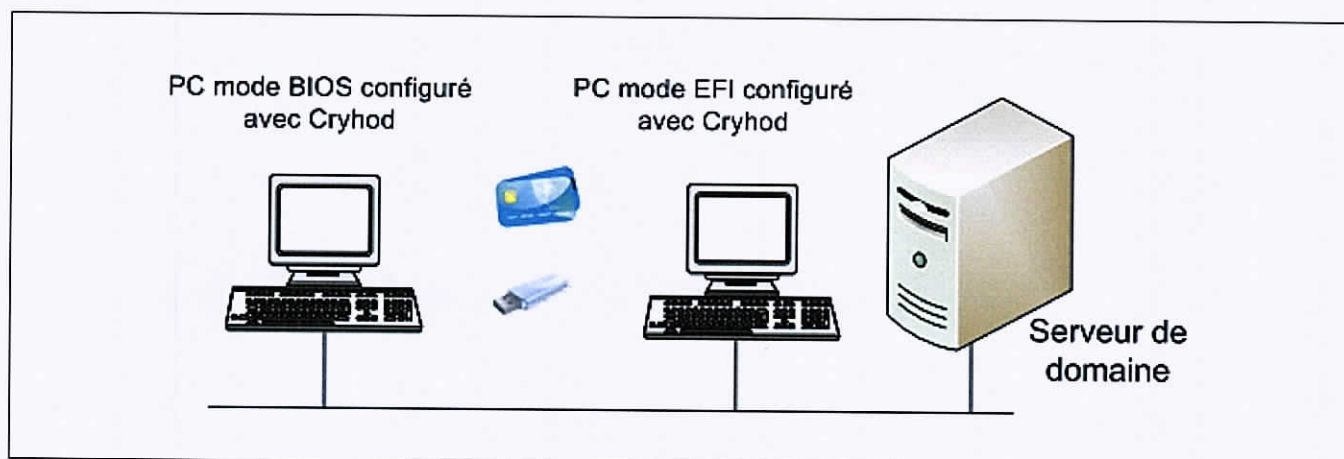 PC mode BIOS configuré
avec Cryhod
PC mode EFI configuré
avec Cryhod
Serveur de
domaine